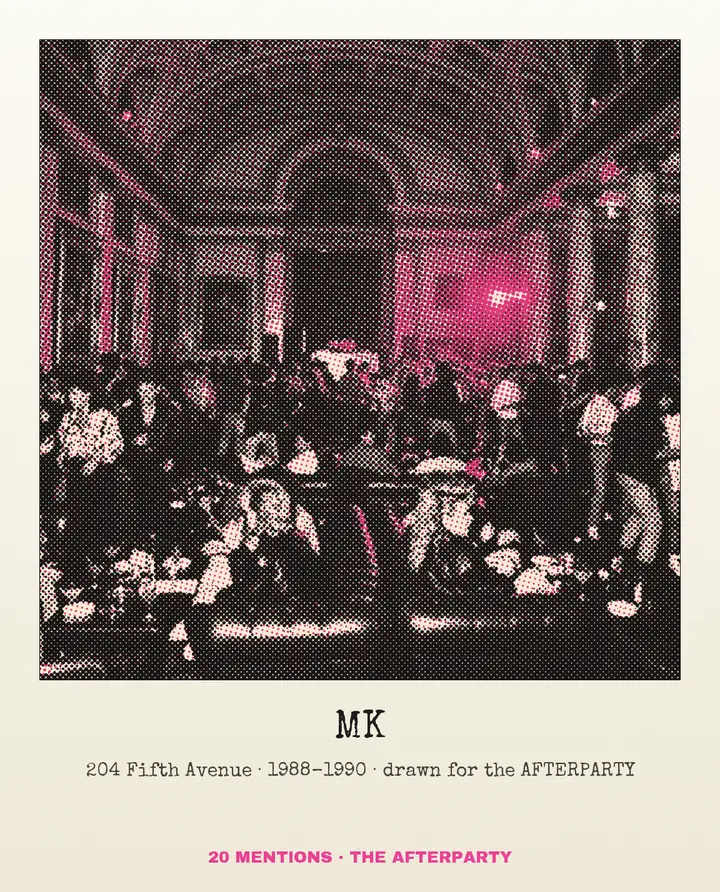 MK
204 Fifth Avenue · 1988–1990 · drawn for the AFTERPARTY
20 MENTIONS · THE AFTERPARTY